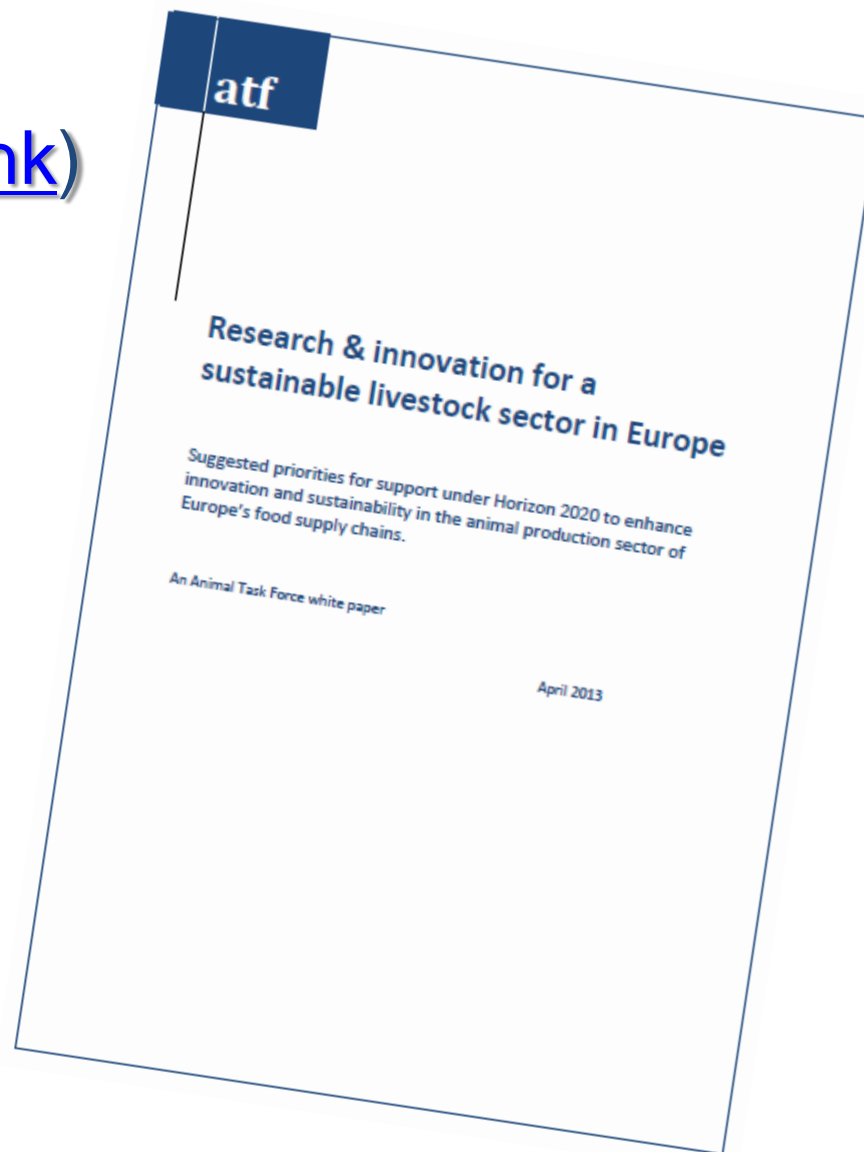 nk)
atf
Research & innovation for a
sustainable livestock sector in Europe
Suggested priorities for support under Horizon 2020 to enhance
innovation and sustainability in the animal production sector of
Europe's food supply chains.
An Animal Task Force white paper
April 2013